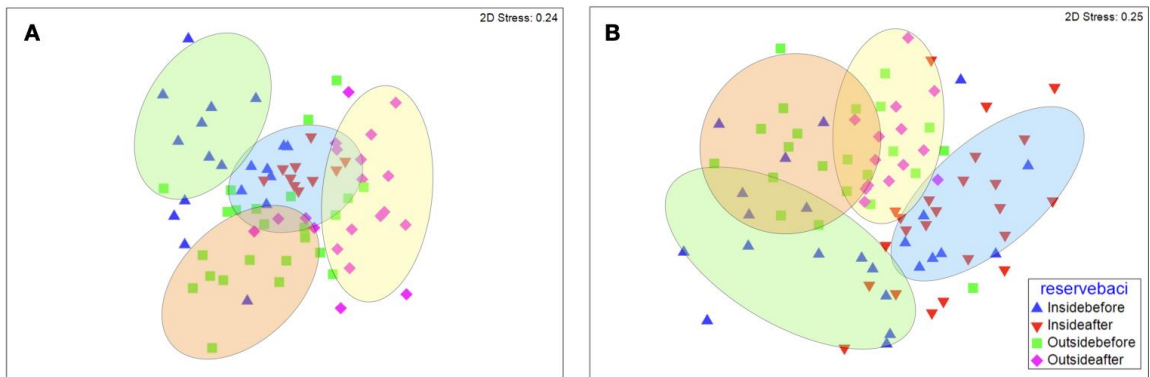 A
2D Stress: 0.24
B
2D Stress: 0.25
reservebaci
Insidebefore
Insideafter
Outsidebefore
Outsideafter